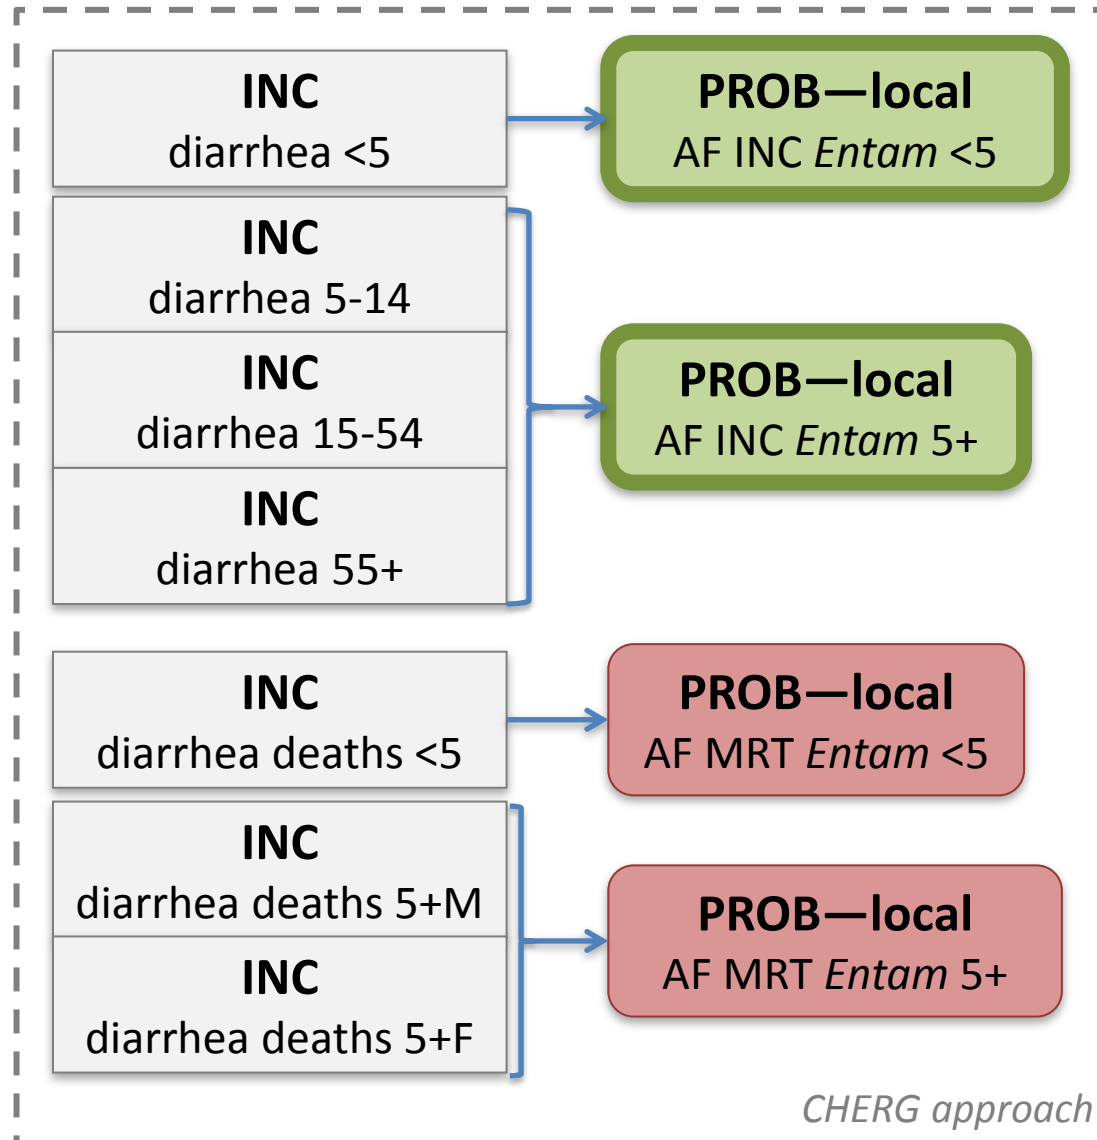 INC
diarrhea <5
PROB—local
AF INC Entam <5
INC
diarrhea 5-14
INC
diarrhea 15-54
INC
diarrhea 55+
PROB—local
AF INC Entam 5+
INC
diarrhea deaths <5
PROB—local
AF MRT Entam <5
INC
diarrhea deaths 5+M
INC
diarrhea deaths 5+F
PROB—local
AF MRT Entam 5+
CHERG approach